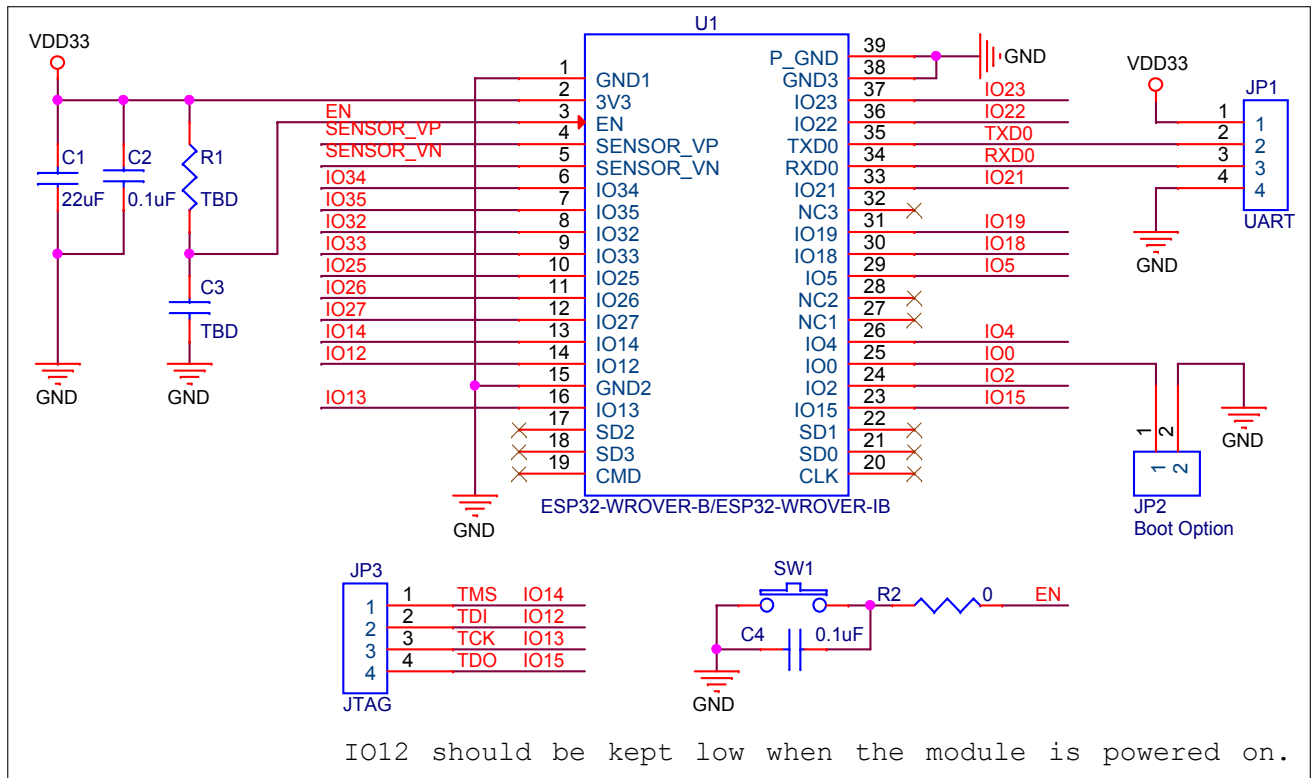 U1
VDD33
C1
22uF
C2
0.1uF
R1
TBD
C3
TBD
GND
GND
EN
SENSOR_VP
SENSOR_VN
IO34
IO35
IO32
IO33
IO25
IO26
IO27
IO14
IO12
IO13
1 GND1
2 3V3
3 EN
4 SENSOR_VP
5 SENSOR_VN
6 IO34
7 IO35
8 IO32
9 IO33
10 IO25
11 IO26
12 IO27
13 IO14
14 IO12
15 GND2
16 IO13
17 SD2
18 SD3
19 CMD
GND
P_GND 39
GND3 38
IO23 37 IO23
IO22 36 IO22
TXD0 35 TXD0
RXD0 34 RXD0
IO21 33 IO21
NC3 32
IO19 31 IO19
IO18 30 IO18
IO5 29 IO5
NC2 28
NC1 27
IO4 26 IO4
IO0 25 IO0
IO2 24 IO2
IO15 23 IO15
SD1 22
SD0 21
CLK 20
ESP32-WROVER-B/ESP32-WROVER-IB
GND
VDD33
JP1
1 1
2 2
3 3
4 4
UART
GND
GND
1 2
1 2
JP2
Boot Option
JP3
1 1 TMS IO14
2 2 TDI IO12
3 3 TCK IO13
4 4 TDO IO15
JTAG
SW1
R2 0 EN
C4 0.1uF
GND
IO12 should be kept low when the module is powered on.